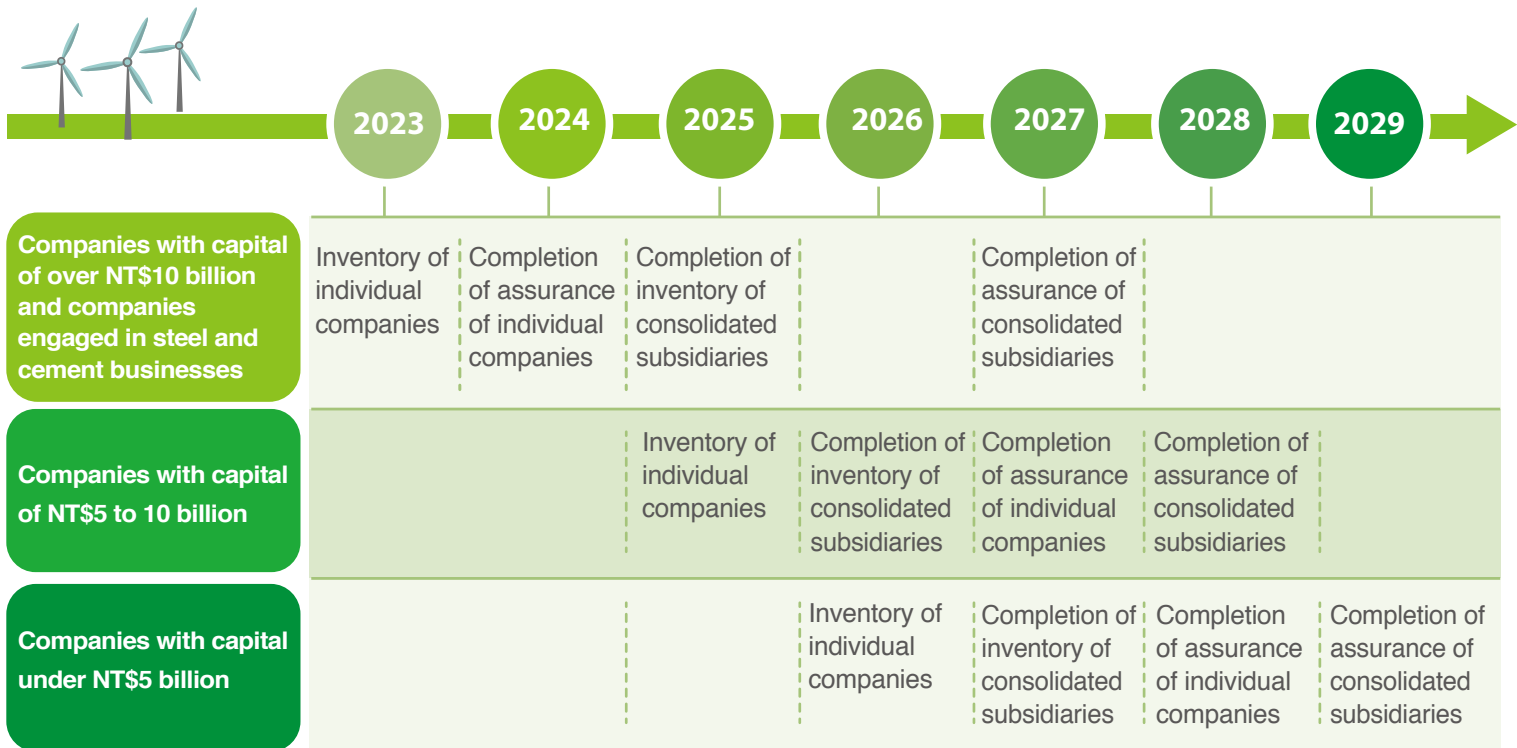 2023
2024
2025
2026
2027
2028
2029
Companies with capital
of over NT$10 billion
and companies
engaged in steel and
cement businesses
Inventory of
individual
companies
Completion
of assurance
of individual
companies
Completion of
inventory of
consolidated
subsidiaries
Completion of
assurance of
consolidated
subsidiaries
Companies with capital
of NT$5 to 10 billion
Inventory of
individual
companies
Completion of
inventory of
consolidated
subsidiaries
Completion
of assurance
of individual
companies
Completion of
assurance of
consolidated
subsidiaries
Companies with capital
under NT$5 billion
Inventory of
individual
companies
Completion of
inventory of
consolidated
subsidiaries
Completion
of assurance
of individual
companies
Completion of
assurance of
consolidated
subsidiaries